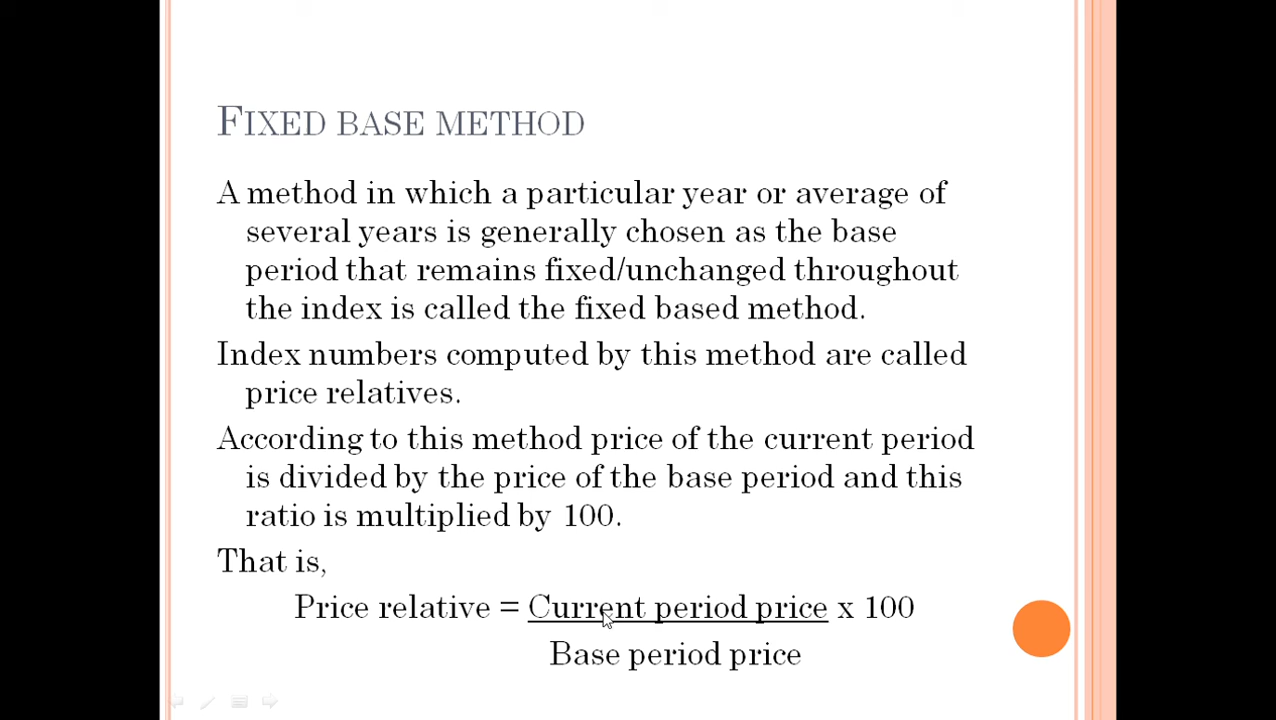 FIXED BASE METHOD
A method in which a particular year or average of
several years is generally chosen as the base
period that remains fixed/unchanged throughout
the index is called the fixed based method.
Index numbers computed by this method are called
price relatives.
According to this method price of the current period
is divided by the price of the base period and this
ratio is multiplied by 100.
That is,
Price relative = Current period price x 100
Base period price